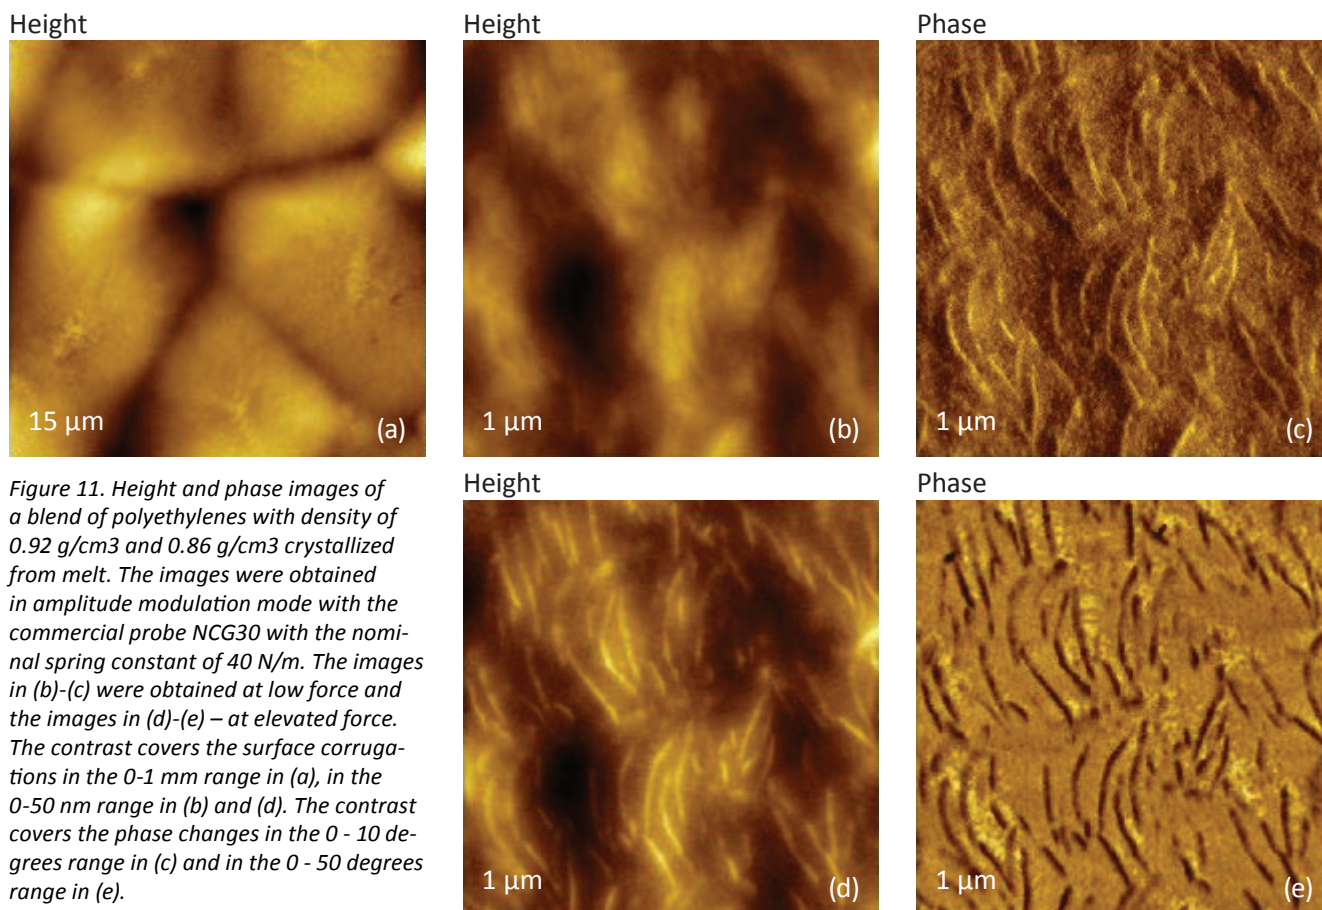 Height
15 µm
(a)
Height
1 µm
(b)
Phase
1 µm
(c)
Figure 11. Height and phase images of
a blend of polyethylenes with density of
0.92 g/cm3 and 0.86 g/cm3 crystallized
from melt. The images were obtained
in amplitude modulation mode with the
commercial probe NCG30 with the nomi-
nal spring constant of 40 N/m. The images
in (b)-(c) were obtained at low force and
the images in (d)-(e) – at elevated force.
The contrast covers the surface corruga-
tions in the 0-1 mm range in (a), in the
0-50 nm range in (b) and (d). The contrast
covers the phase changes in the 0 - 10 de-
grees range in (c) and in the 0 - 50 degrees
range in (e).
Height
1 µm
(d)
Phase
1 µm
(e)